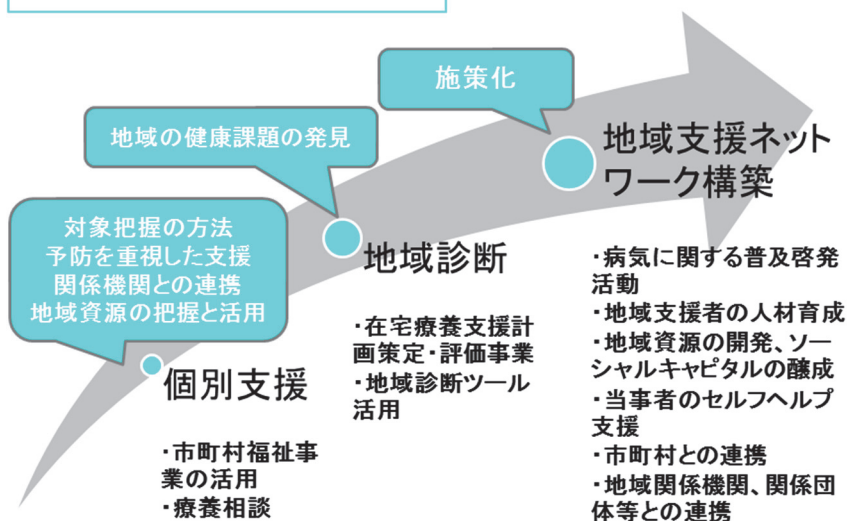 施策化
地域の健康課題の発見
対象把握の方法
予防を重視した支援
関係機関との連携
地域資源の把握と活用
個別支援
・市町村福祉事
業の活用
・療養相談
地域診断
・在宅療養支援計
画策定・評価事業
・地域診断ツール
活用
地域支援ネット
ワーク構築
・病気に関する普及啓発
活動
・地域支援者の人材育成
・地域資源の開発、ソー
シャルキャピタルの醸成
・当事者のセルフヘルプ
支援
・市町村との連携
・地域関係機関、関係団
体等との連携